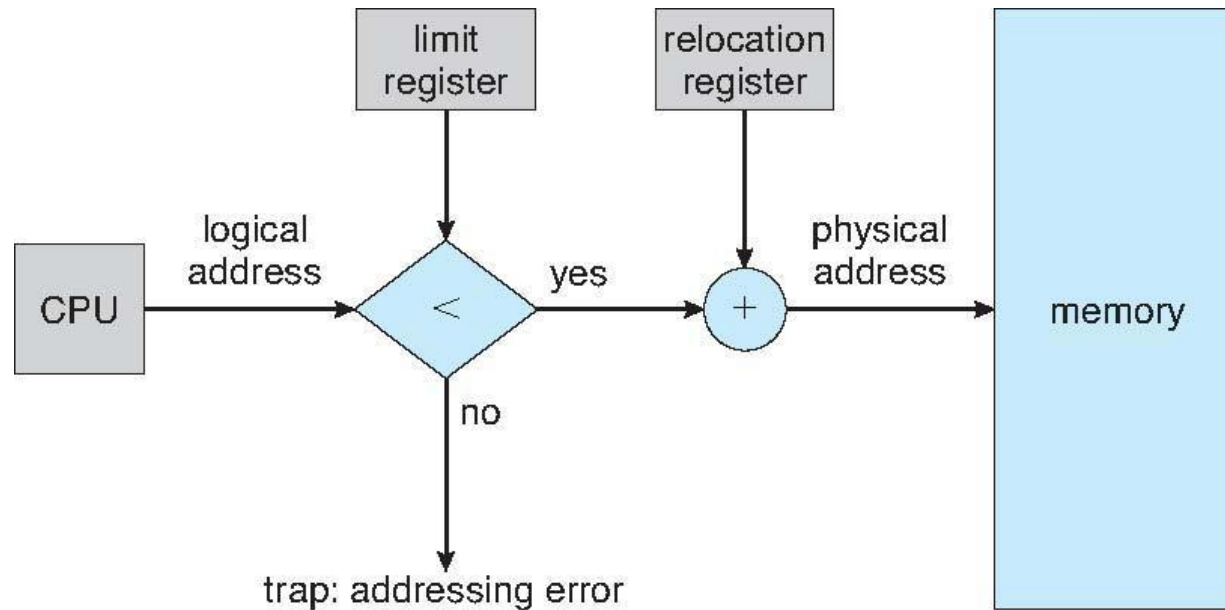 limit
register
relocation
register
logical
address
physical
address
CPU
<
yes
+
memory
no
trap: addressing error